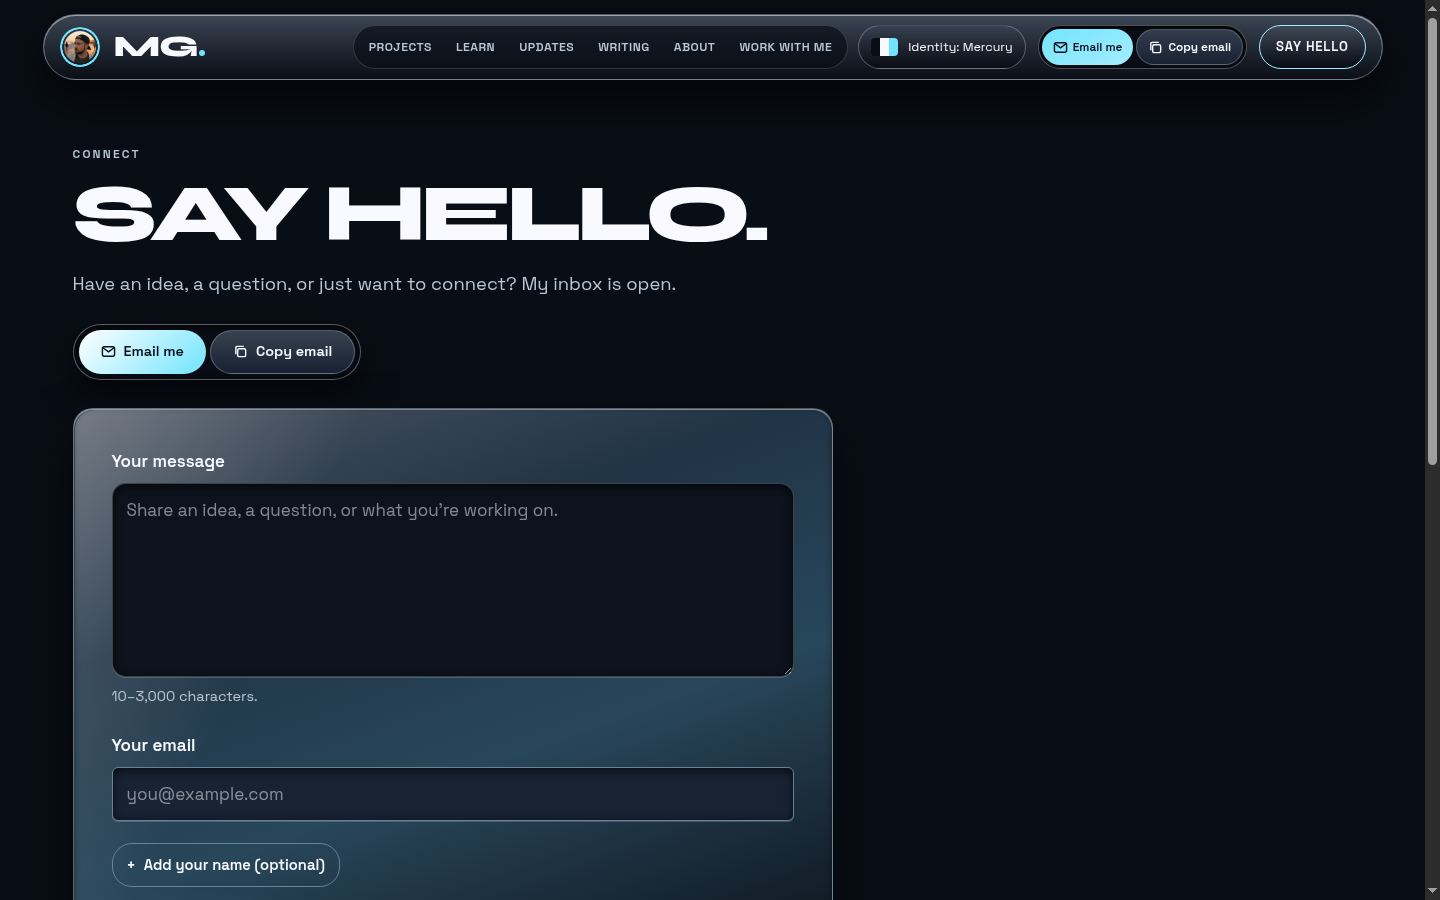 MG.
PROJECTS LEARN UPDATES WRITING ABOUT WORK WITH ME
Identity: Mercury
Email me
Copy email
SAY HELLO
CONNECT
SAY HELLO.
Have an idea, a question, or just want to connect? My inbox is open.
Email me
Copy email
Your message
Share an idea, a question, or what you’re working on.
10–3,000 characters.
Your email
you@example.com
+ Add your name (optional)